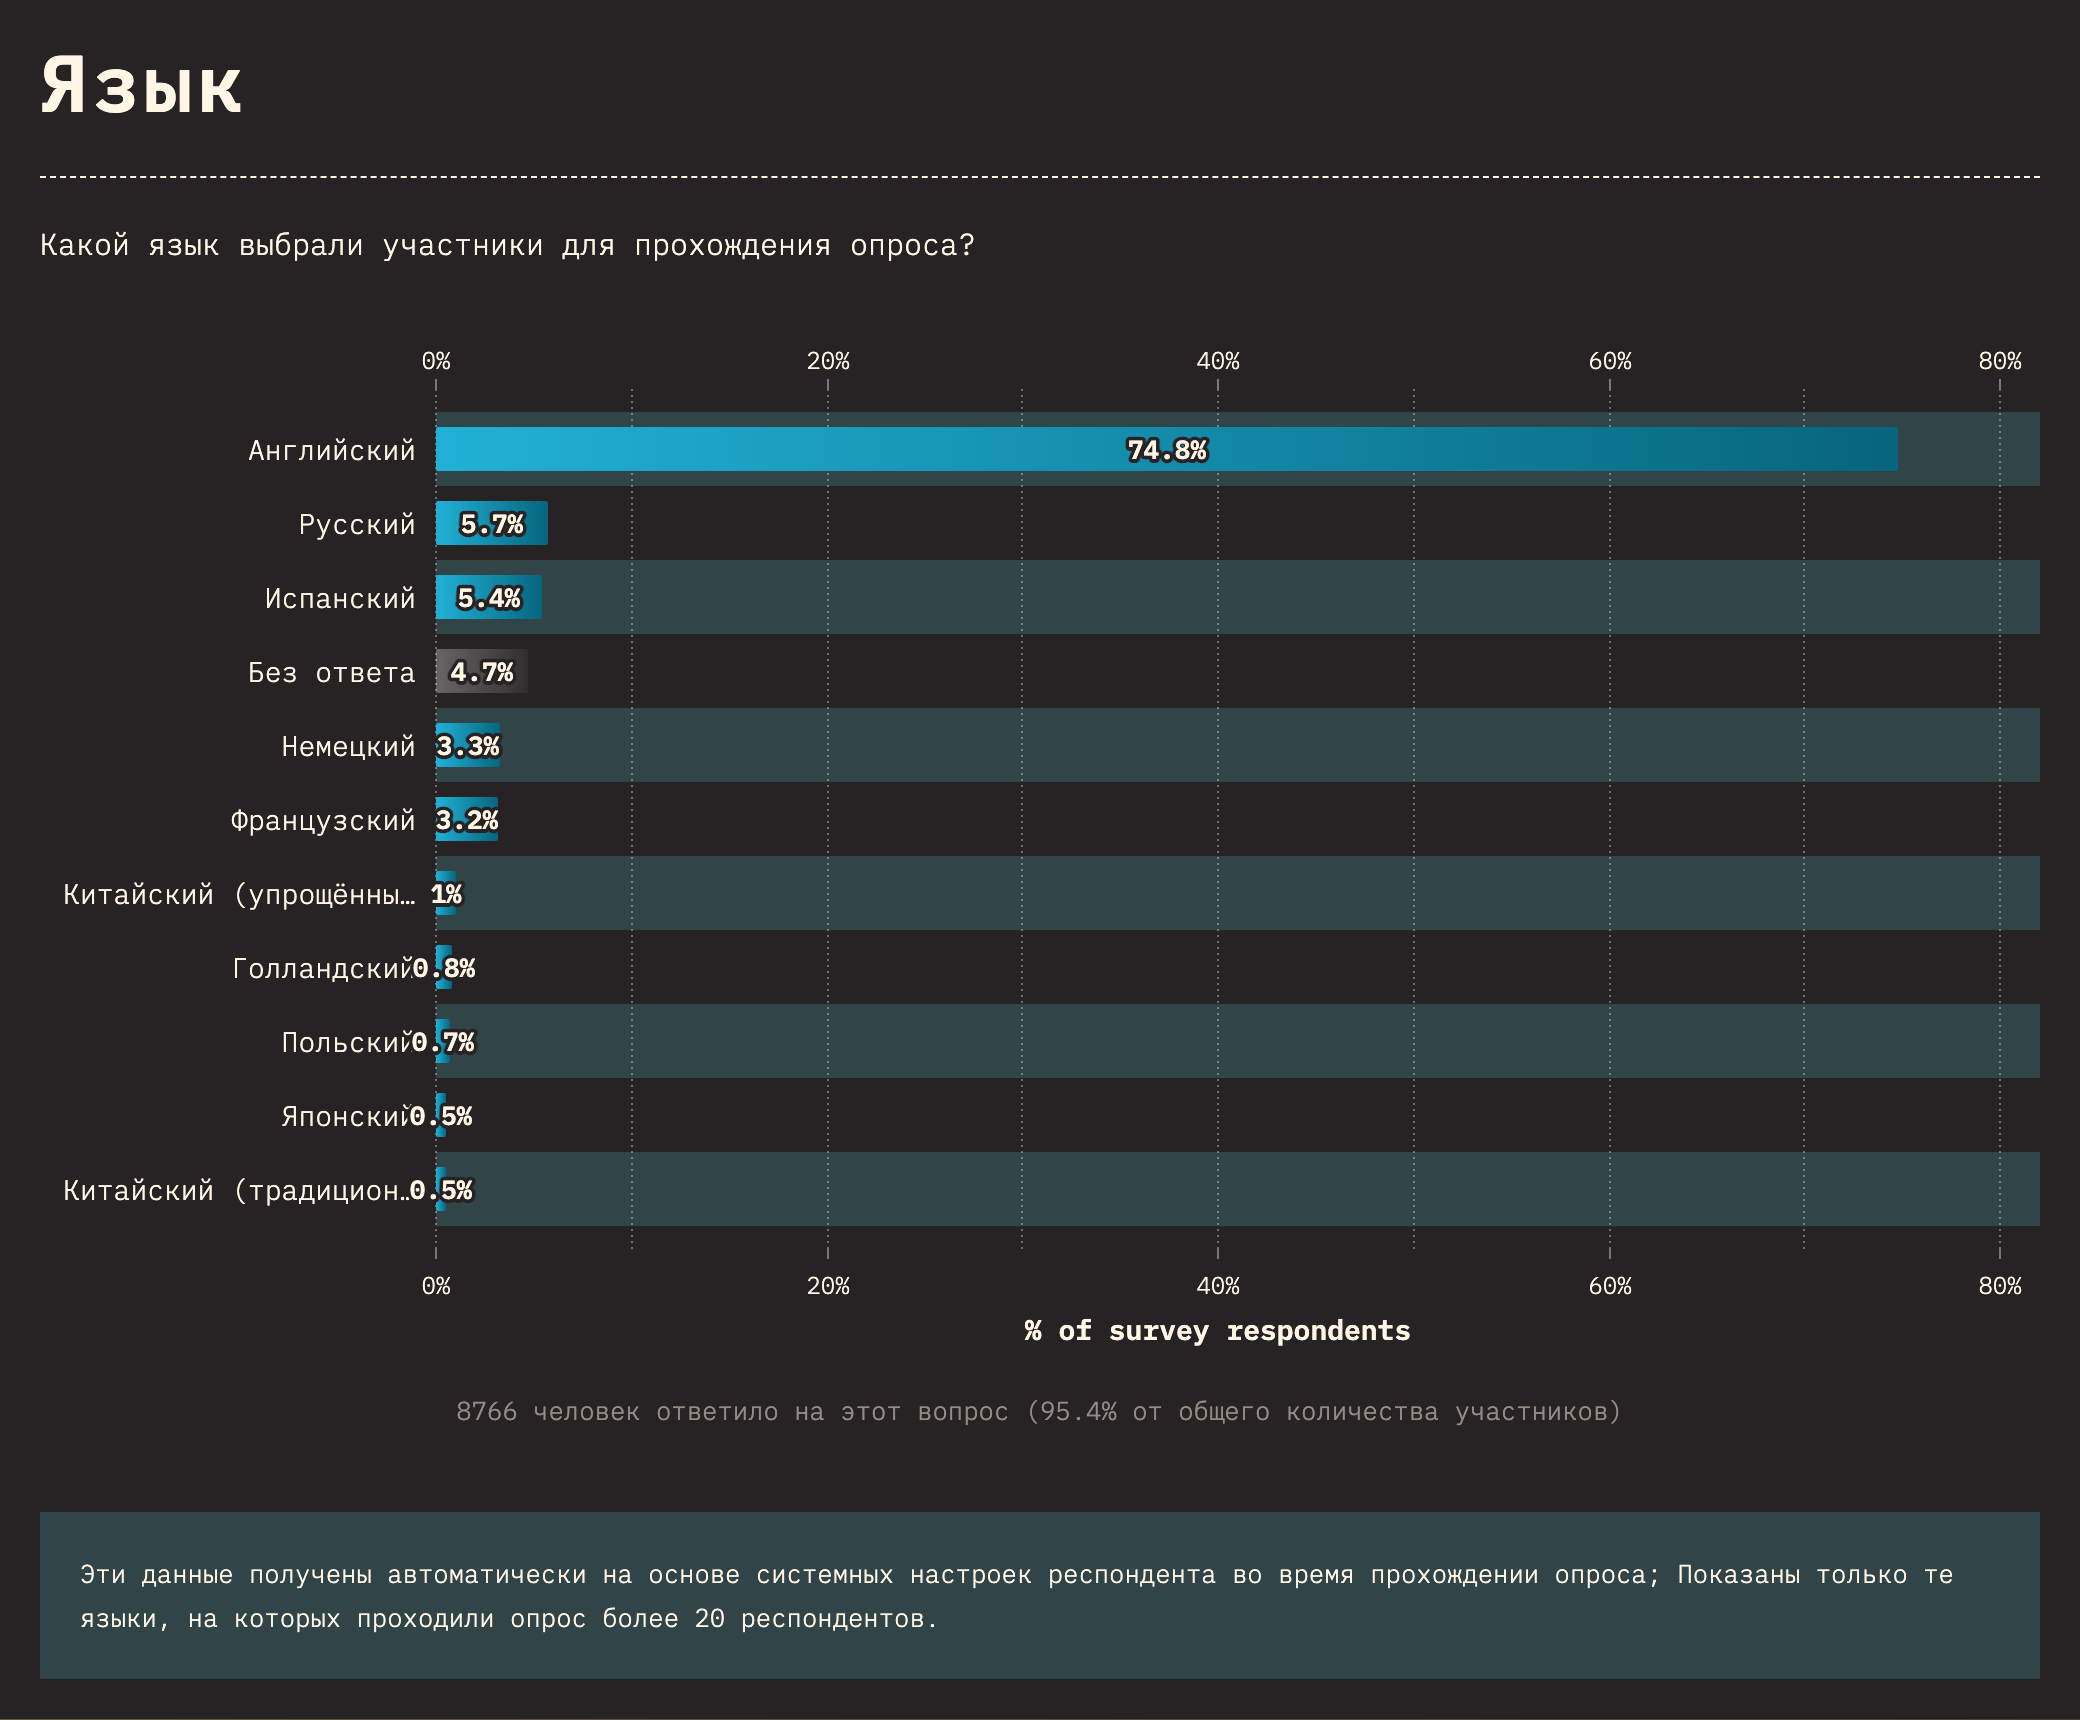 Язык
Какой язык выбрали участники для прохождения опроса?
0% 20% 40% 60% 80%
Английский 74.8%
Русский 5.7%
Испанский 5.4%
Без ответа 4.7%
Немецкий 3.3%
Французский 3.2%
Китайский (упрощённы… 1%
Голландский 0.8%
Польский 0.7%
Японский 0.5%
Китайский (традицион… 0.5%
0% 20% 40% 60% 80%
% of survey respondents
8766 человек ответило на этот вопрос (95.4% от общего количества участников)
Эти данные получены автоматически на основе системных настроек респондента во время прохождении опроса; Показаны только те
языки, на которых проходили опрос более 20 респондентов.